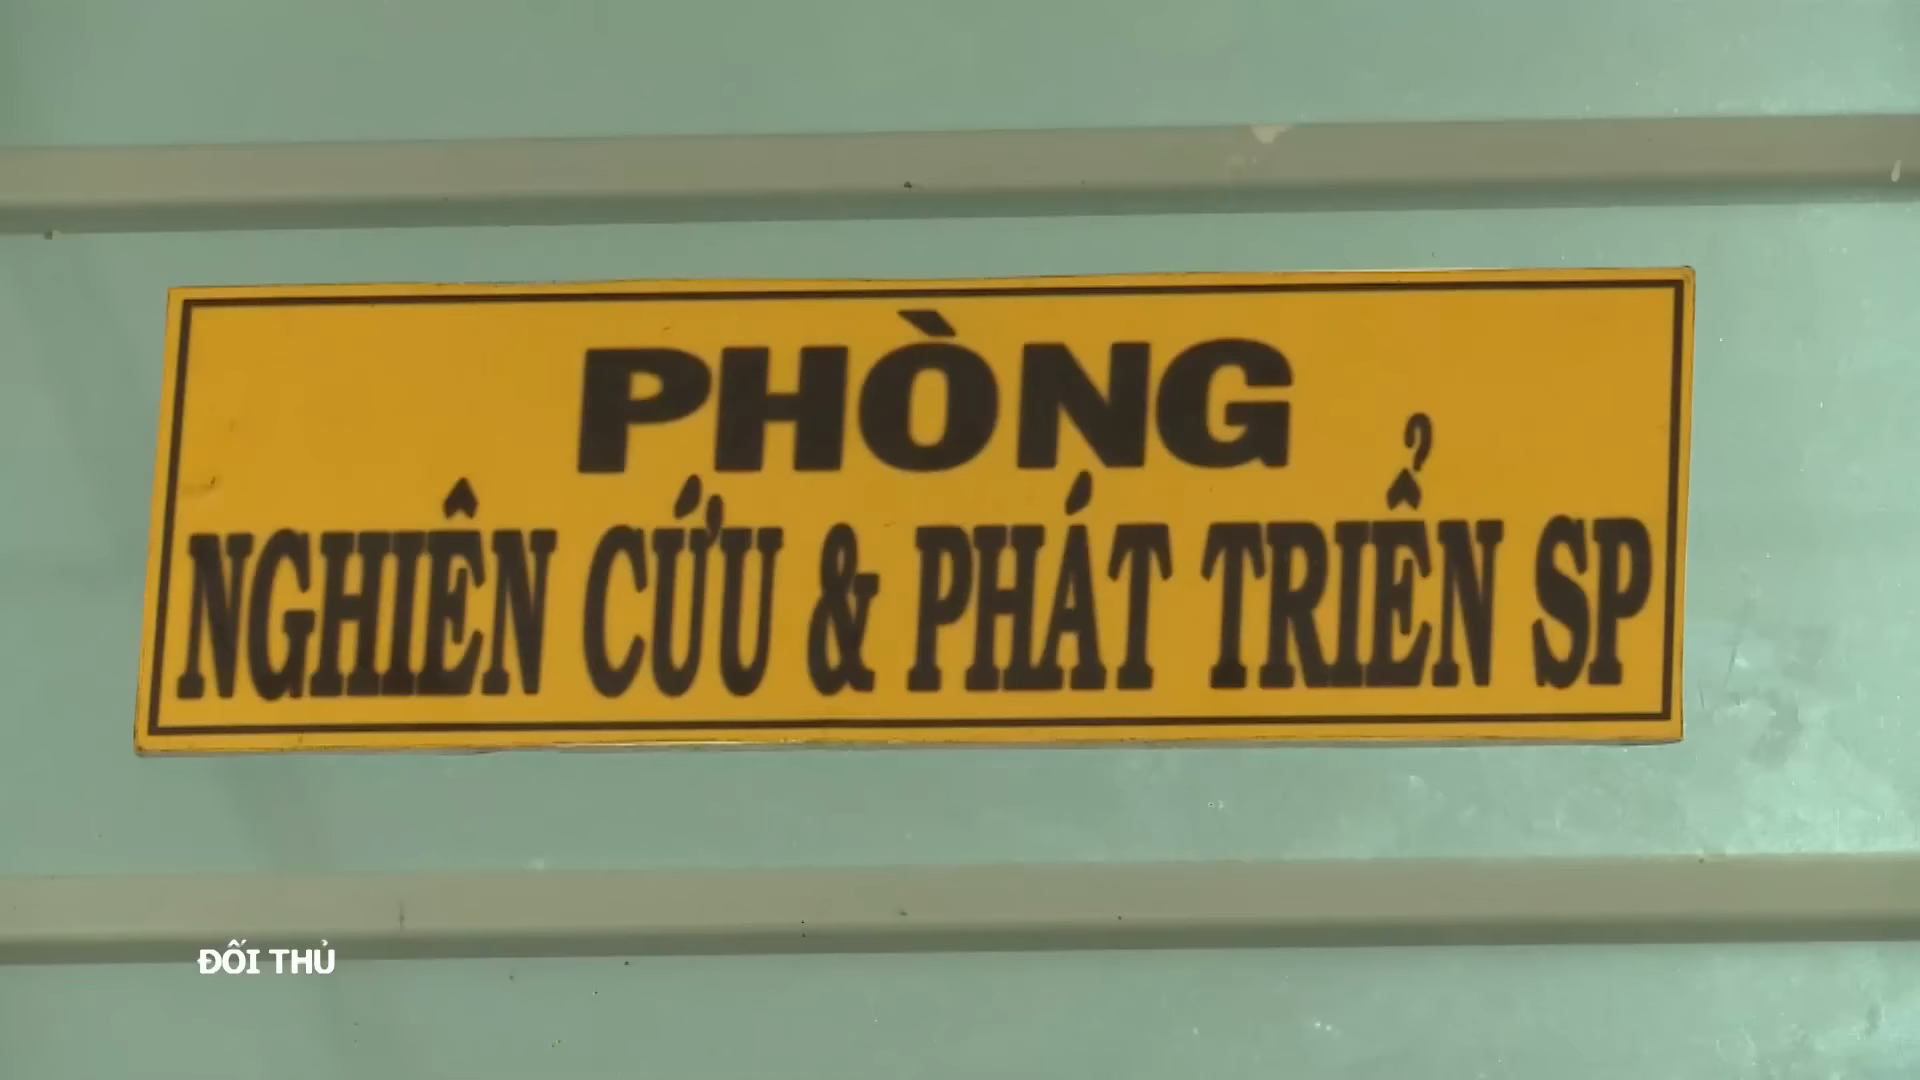 PHÒNG
NGHIÊN CỨU & PHÁT TRIỂN SP
ĐỐI THỦ